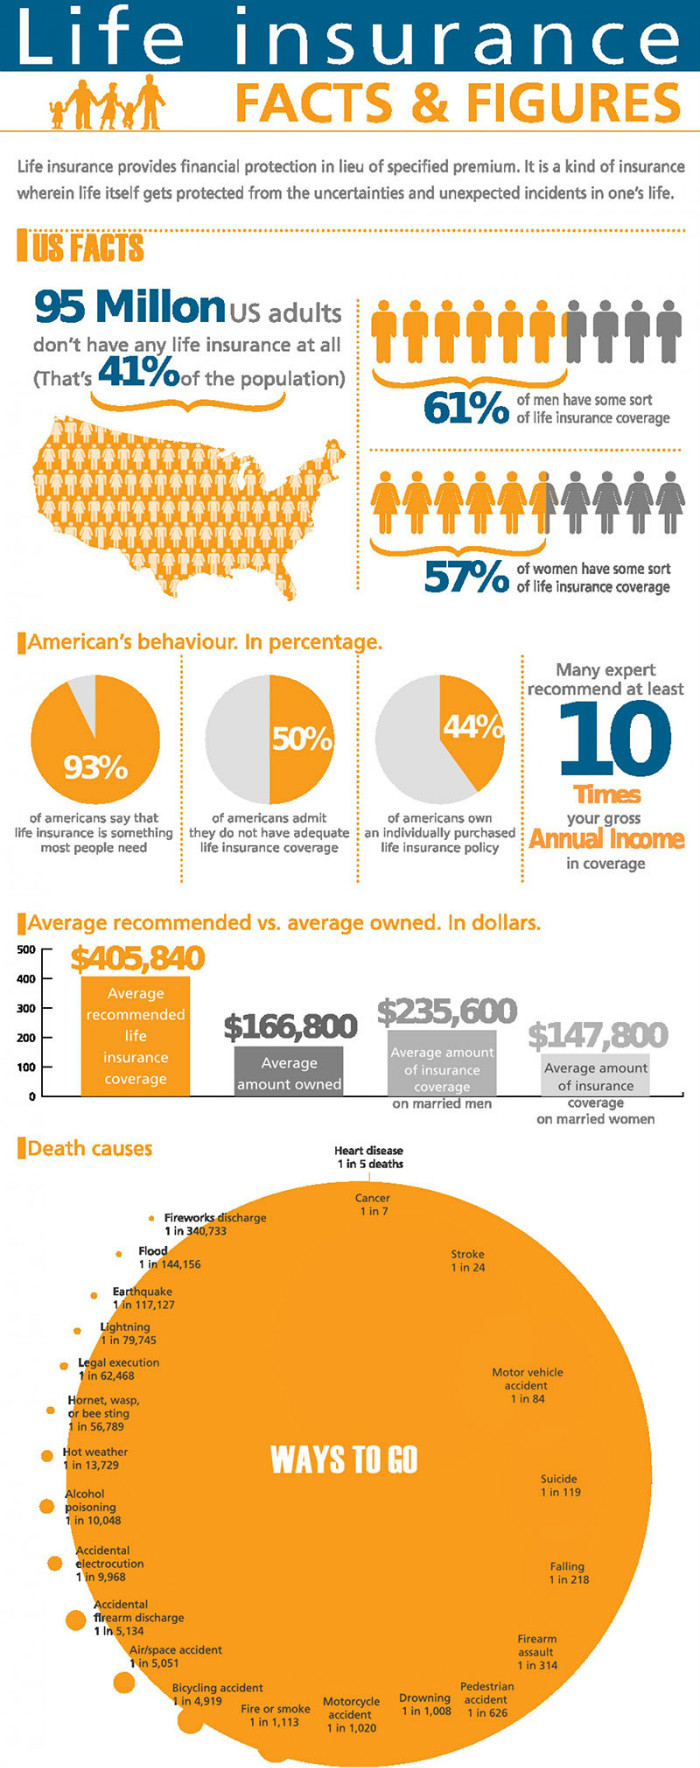 Life insurance
FACTS & FIGURES
Life insurance provides financial protection in lieu of specified premium. It is a kind of insurance
wherein life itself gets protected from the uncertainties and unexpected incidents in one's life.
US FACTS
95 Millon US adults
don't have any life insurance at all
(That's 41% of the population)
61% of men have some sort
of life insurance coverage
57% of women have some sort
of life insurance coverage
American's behaviour. In percentage.
93%
of americans say that
life insurance is something
most people need
50%
of americans admit
they do not have adequate
life insurance coverage
44%
of americans own
an individually purchased
life insurance policy
Many expert
recommend at least
10
Times
your gross
Annual Income
in coverage
Average recommended vs. average owned. In dollars.
500
400
300
200
100
0
$405,840
Average
recommended
life
insurance
coverage
$166,800
Average
amount owned
$235,600
Average amount
of insurance
coverage
on married men
$147,800
Average amount
of insurance
coverage
on married women
Death causes
Heart disease
1 in 5 deaths
Cancer
1 in 7
Stroke
1 in 24
Motor vehicle
accident
1 in 84
Suicide
1 in 119
Falling
1 in 218
Firearm
assault
1 in 314
Pedestrian
accident
1 in 626
Drowning
1 in 1,008
Motorcycle
accident
1 in 1,020
Fire or smoke
1 in 1,113
Bicycling accident
1 in 4,919
Air/space accident
1 in 5,051
Accidental
firearm discharge
1 In 5,134
Accidental
electrocution
1 in 9,968
Alcohol
poisoning
1 in 10,048
Hot weather
1 in 13,729
Hornet, wasp,
or bee sting
1 in 56,789
Legal execution
1 in 62,468
Lightning
1 in 79,745
Earthquake
1 in 117,127
Flood
1 in 144,156
Fireworks discharge
1 in 340,733
WAYS TO GO